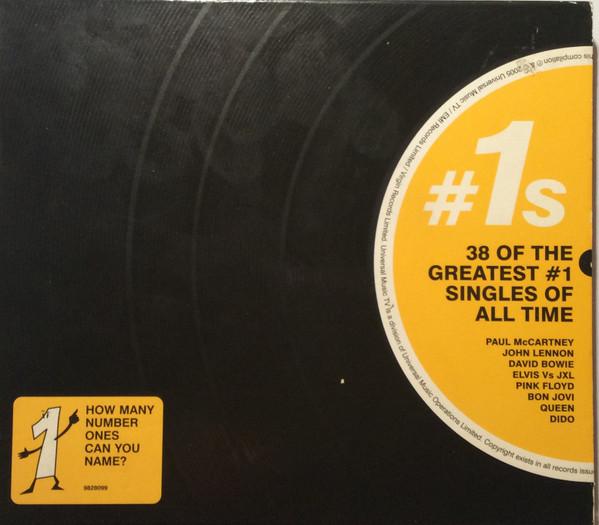 #1s
38 OF THE
GREATEST #1
SINGLES OF
ALL TIME
PAUL McCARTNEY
JOHN LENNON
DAVID BOWIE
ELVIS Vs JXL
PINK FLOYD
BON JOVI
QUEEN
DIDO
this compilation ℗ & © 2005 Universal Music TV / EMI Records Limited / Virgin Records Limited. Universal Music TV is a division of Universal Music Operations Limited. Copyright exists in all records issu
HOW MANY
NUMBER
ONES
CAN YOU
NAME?
1
9828099